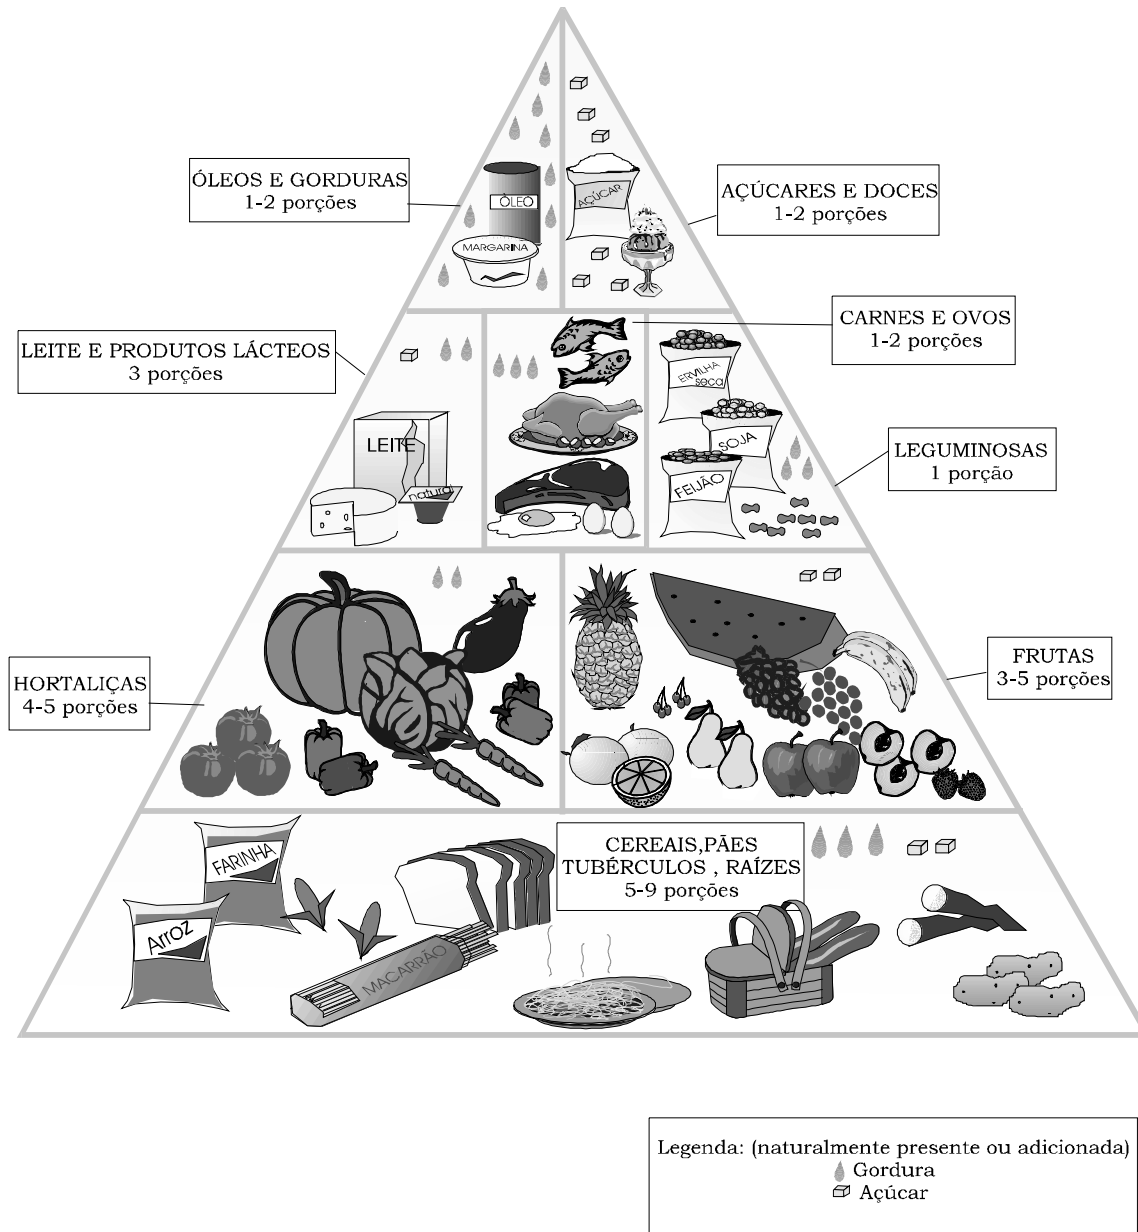 ÓLEOS E GORDURAS
1-2 porções
AÇÚCARES E DOCES
1-2 porções
ÓLEO
MARGARINA
AÇÚCAR
LEITE E PRODUTOS LÁCTEOS
3 porções
CARNES E OVOS
1-2 porções
LEGUMINOSAS
1 porção
LEITE
natural
ERVILHA
seca
SOJA
FEIJÃO
HORTALIÇAS
4-5 porções
FRUTAS
3-5 porções
CEREAIS,PÃES
TUBÉRCULOS , RAÍZES
5-9 porções
FARINHA
Arroz
MACARRÃO
Legenda: (naturalmente presente ou adicionada)
Gordura
Açúcar